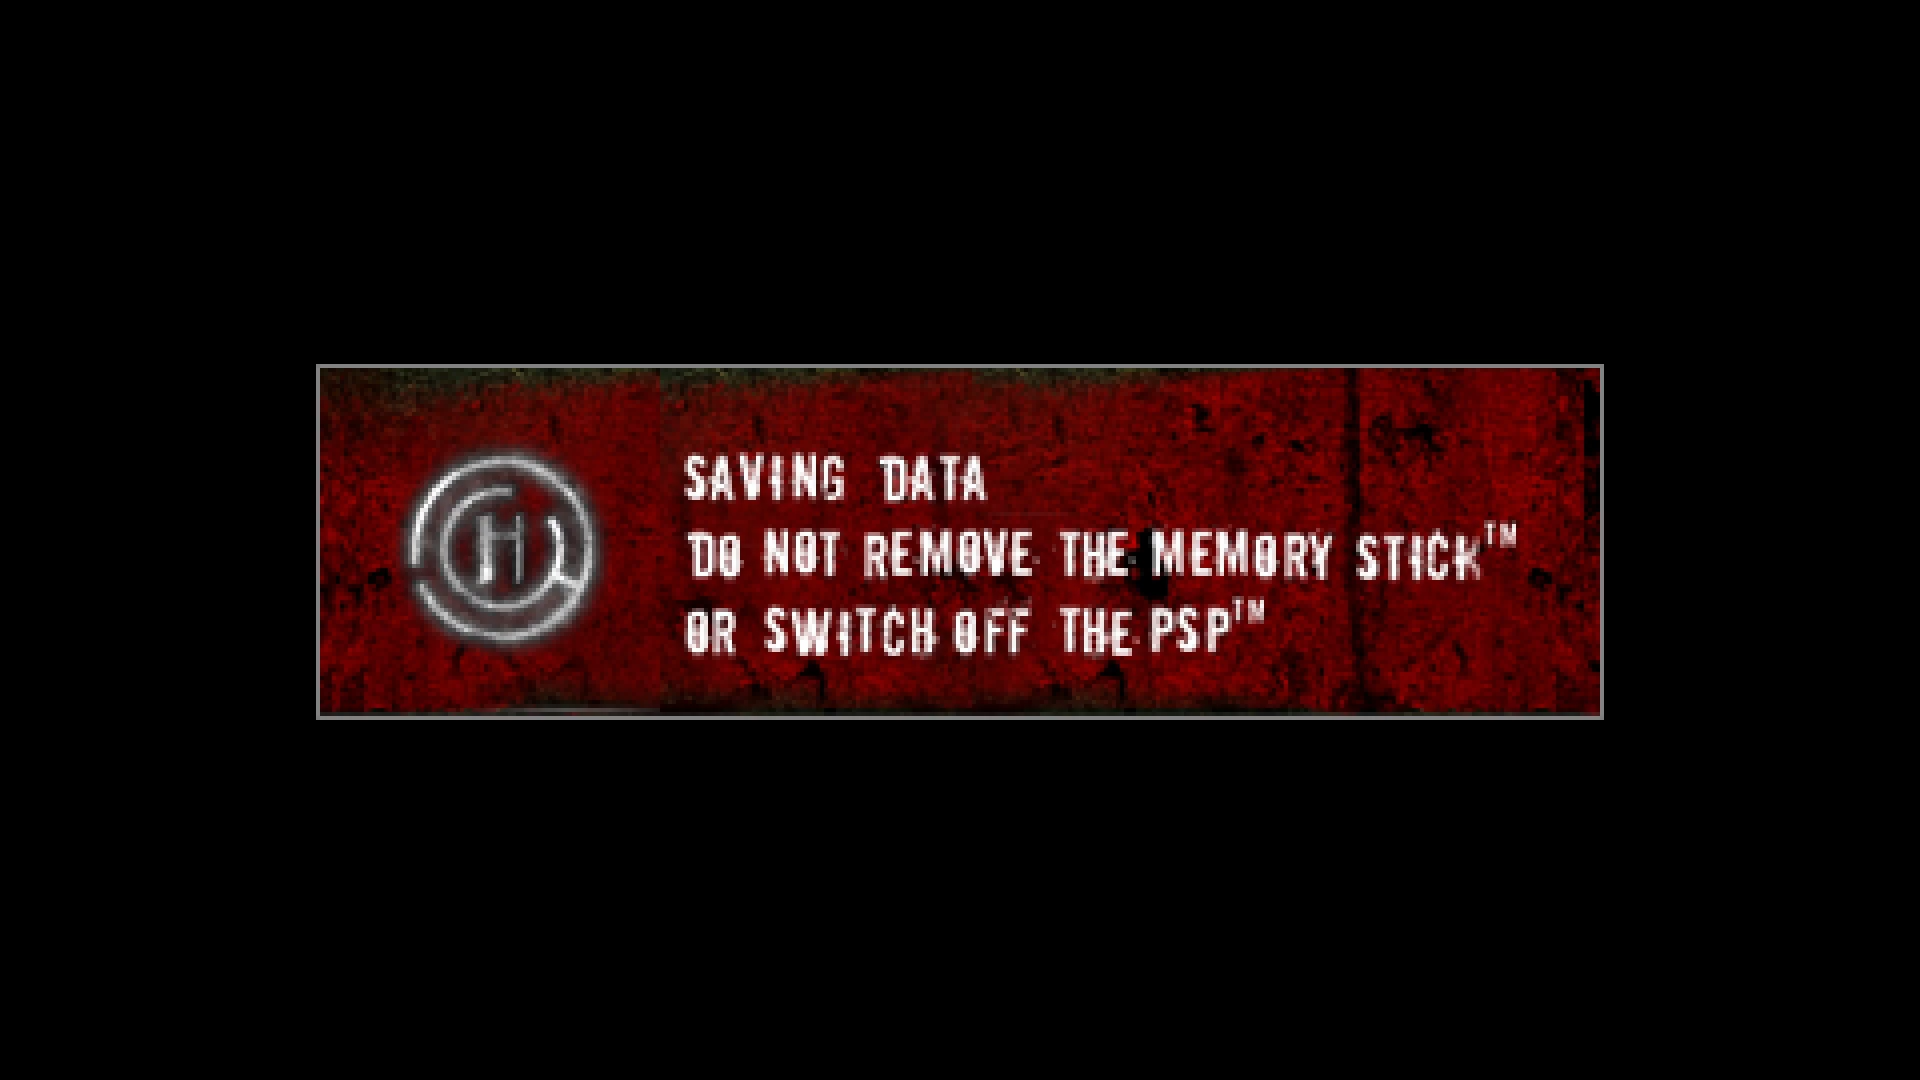 H
SAVING DATA
DO NOT REMOVE THE MEMORY STICK™
OR SWITCH OFF THE PSP™